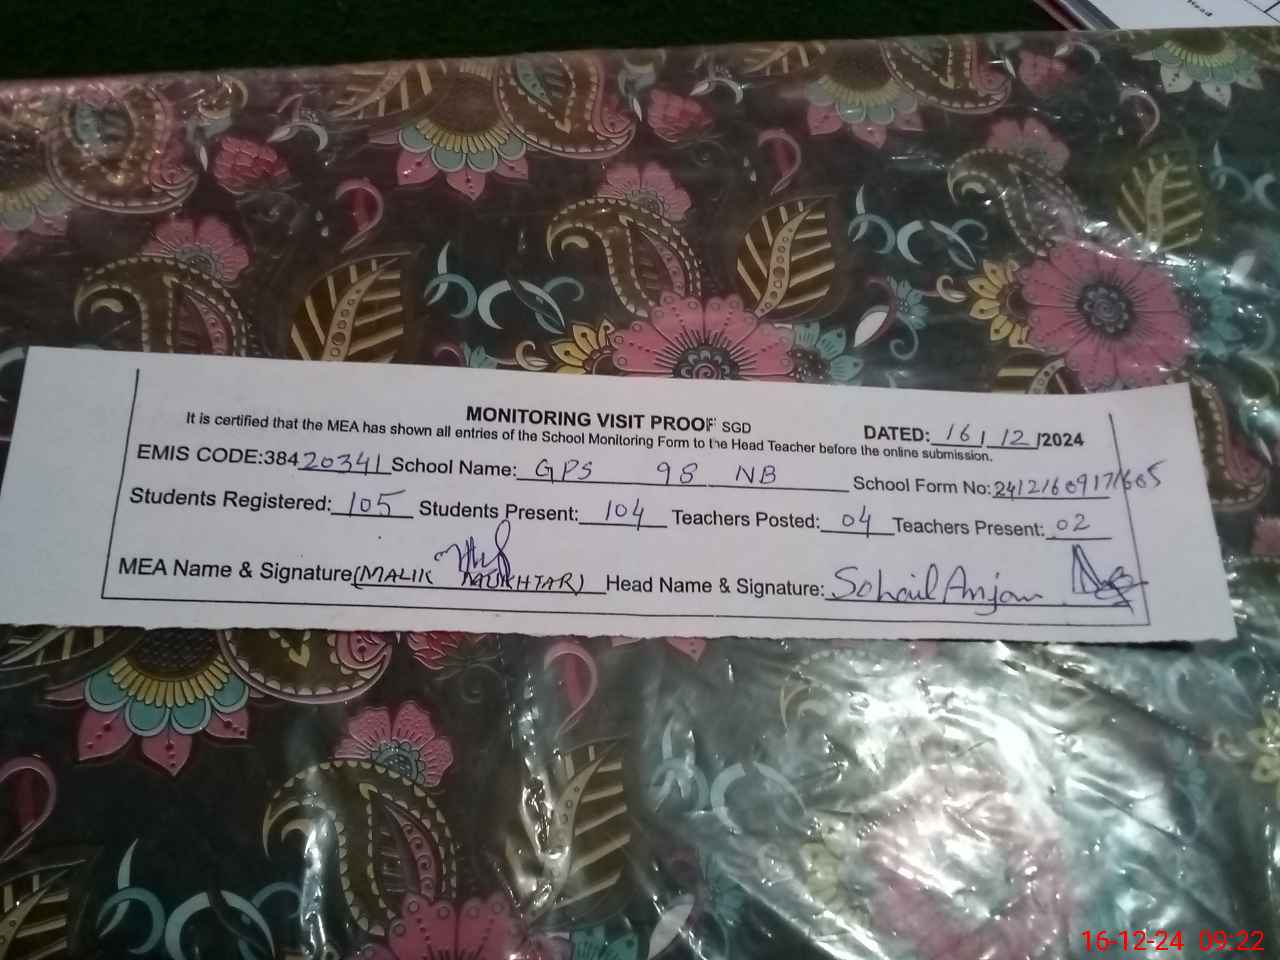 MONITORING VISIT PROOF SGD
DATED: 16/12/2024
It is certified that the MEA has shown all entries of the School Monitoring Form to the Head Teacher before the online submission.
EMIS CODE:38420341 School Name: GPS 98 NB School Form No:
Students Registered: 105 Students Present: 104 Teachers Posted: 04 Teachers Present: 02
MEA Name & Signature (MALIK MUKHTAR) Head Name & Signature: Sohail Anjam
16-12-24 09:22